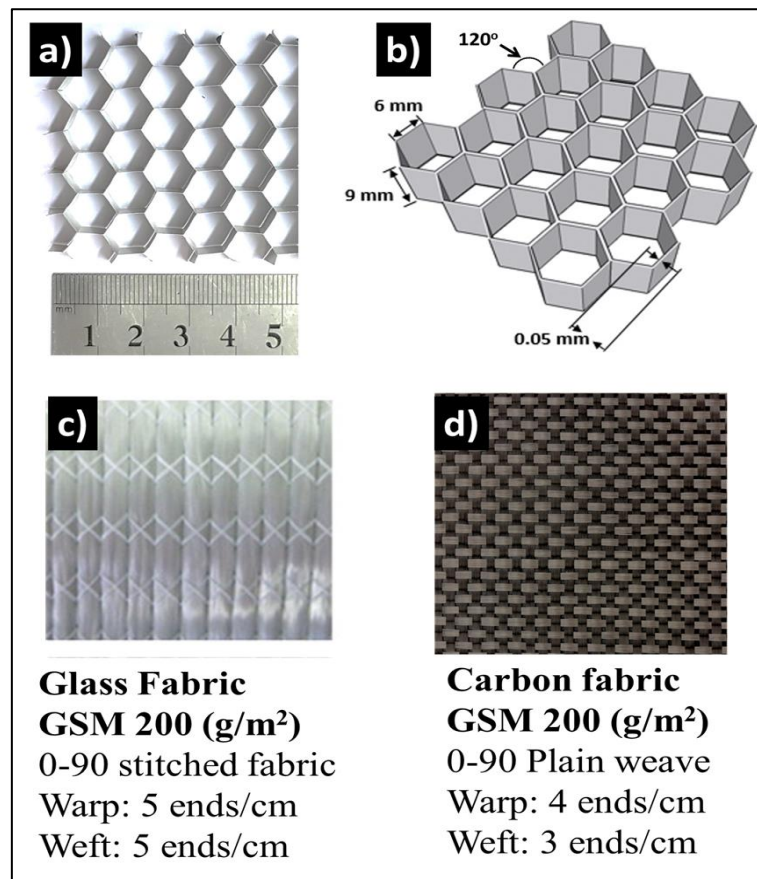 a)
b)
120°
6 mm
9 mm
0.05 mm
mm
1 2 3 4 5
c)
d)
Glass Fabric
GSM 200 (g/m²)
0-90 stitched fabric
Warp: 5 ends/cm
Weft: 5 ends/cm
Carbon fabric
GSM 200 (g/m²)
0-90 Plain weave
Warp: 4 ends/cm
Weft: 3 ends/cm